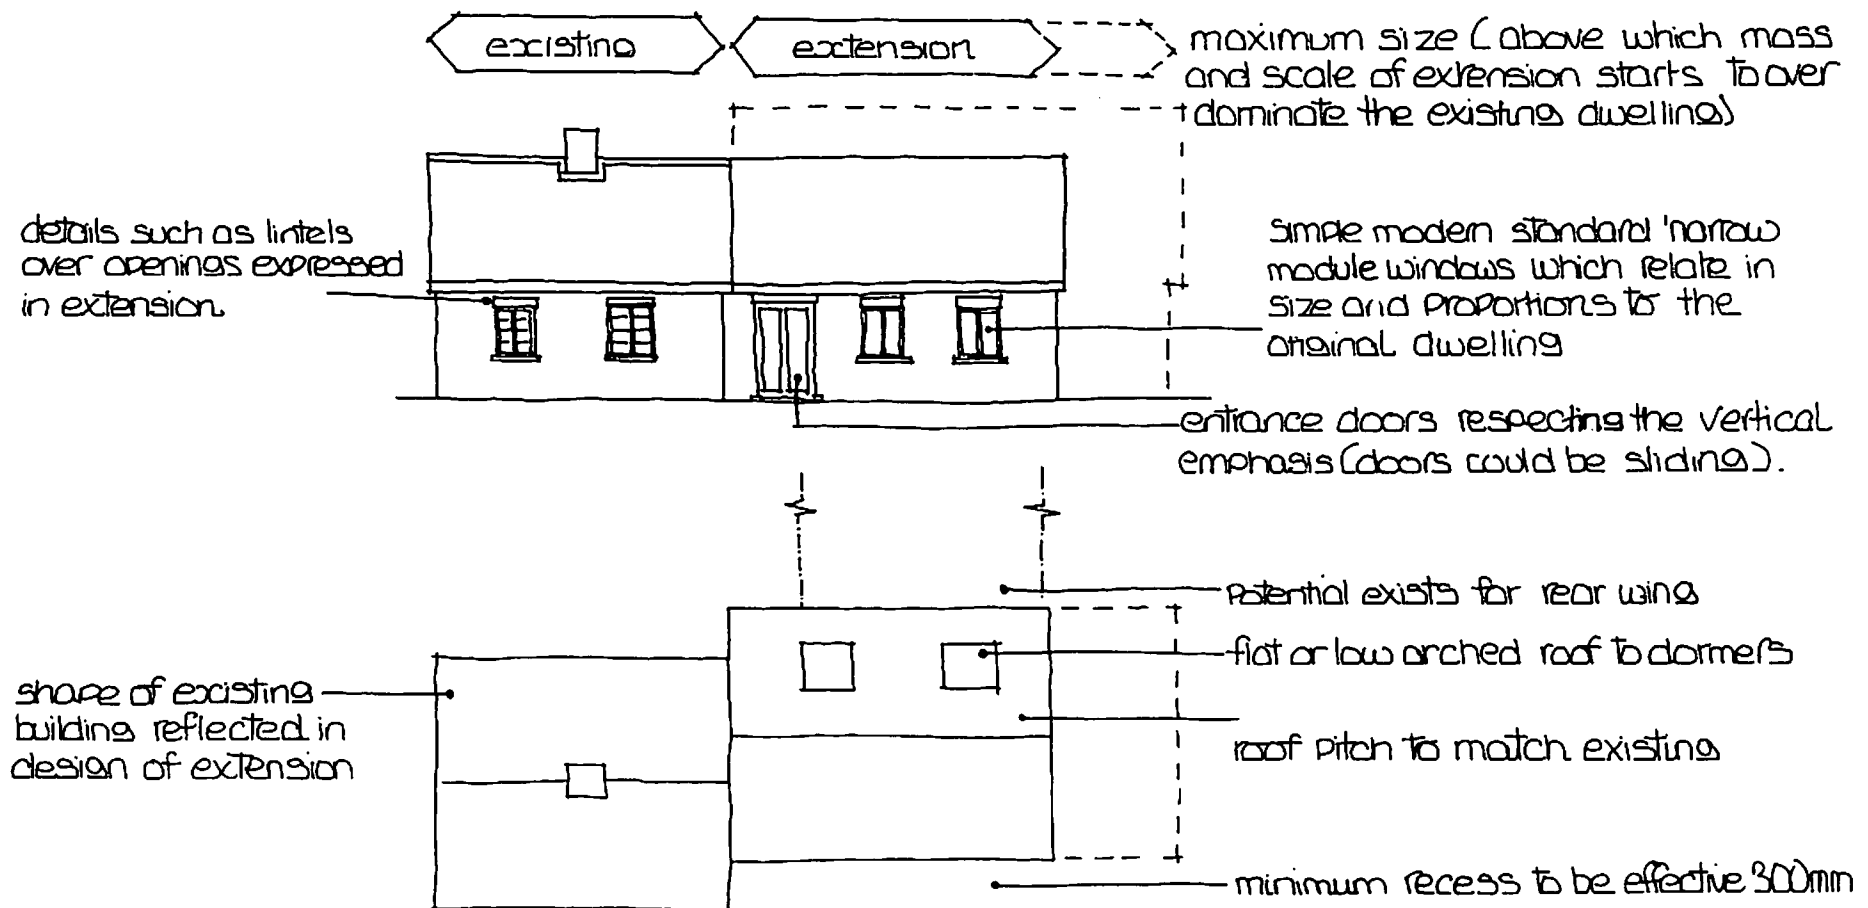 existing
extension
maximum size (above which mass
and scale of extension starts to over
dominate the existing dwelling)
details such as lintels
over openings expressed
in extension.
simple modern standard 'narrow
module windows which relate in
size and proportions to the
original dwelling
entrance doors respecting the vertical
emphasis (doors could be sliding).
potential exists for rear wing
flat or low arched roof to dormers
shape of existing
building reflected in
design of extension
roof pitch to match existing
minimum recess to be effective 300mm